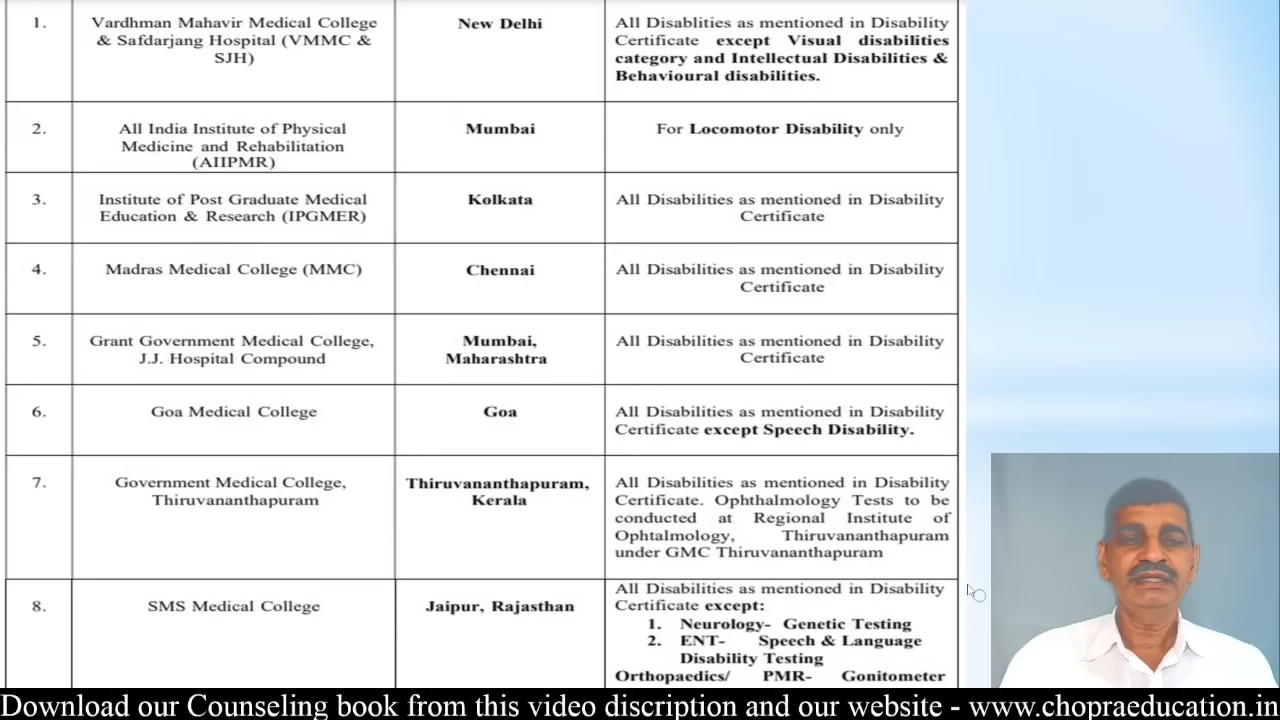 1.
Vardhman Mahavir Medical College
& Safdarjang Hospital (VMMC &
SJH)
New Delhi
All Disablities as mentioned in Disability
Certificate except Visual disabilities
category and Intellectual Disabilities &
Behavioural disabilities.
2.
All India Institute of Physical
Medicine and Rehabilitation
(AIIPMR)
Mumbai
For Locomotor Disability only
3.
Institute of Post Graduate Medical
Education & Research (IPGMER)
Kolkata
All Disabilities as mentioned in Disability
Certificate
4.
Madras Medical College (MMC)
Chennai
All Disabilities as mentioned in Disability
Certificate
5.
Grant Government Medical College,
J.J. Hospital Compound
Mumbai,
Maharashtra
All Disabilities as mentioned in Disability
Certificate
6.
Goa Medical College
Goa
All Disabilities as mentioned in Disability
Certificate except Speech Disability.
7.
Government Medical College,
Thiruvananthapuram
Thiruvananthapuram,
Kerala
All Disabilities as mentioned in Disability
Certificate. Ophthalmology Tests to be
conducted at Regional Institute of
Ophtalmology, Thiruvananthapuram
under GMC Thiruvananthapuram
8.
SMS Medical College
Jaipur, Rajasthan
All Disabilities as mentioned in Disability
Certificate except:
1. Neurology- Genetic Testing
2. ENT- Speech & Language
Disability Testing
Orthopaedics/ PMR- Gonitometer
Download our Counseling book from this video discription and our website - www.chopraeducation.in